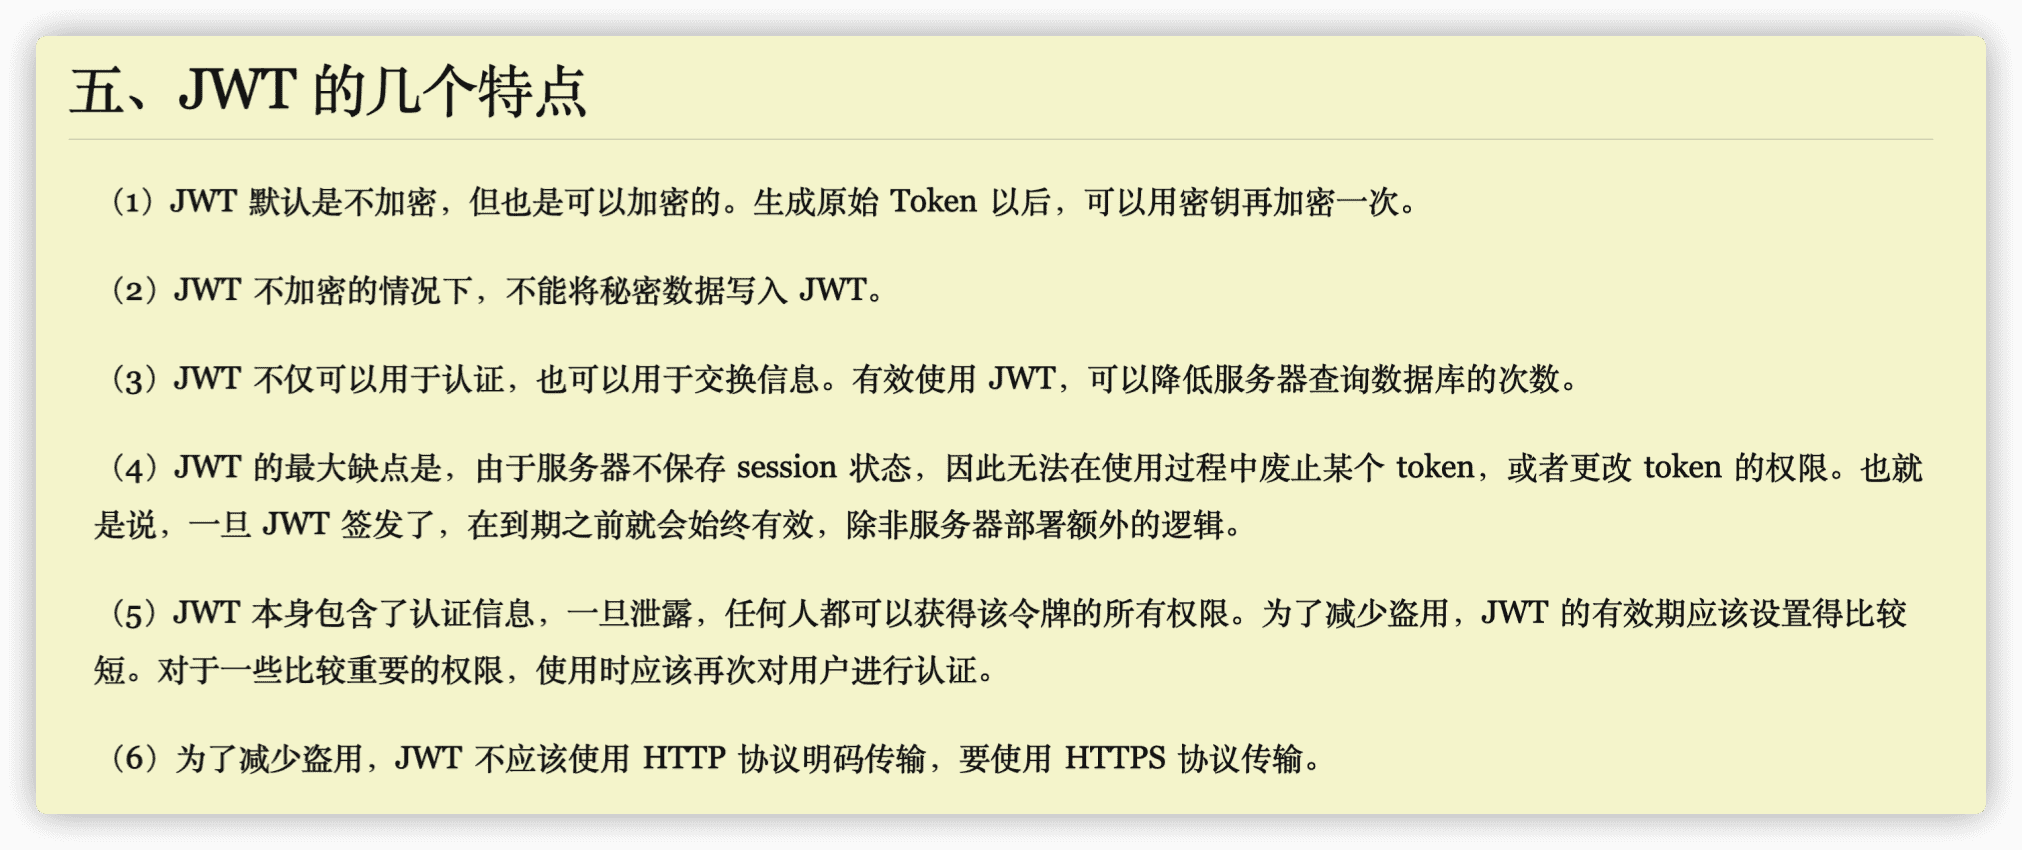 五、JWT 的几个特点
（1）JWT 默认是不加密，但也是可以加密的。生成原始 Token 以后，可以用密钥再加密一次。
（2）JWT 不加密的情况下，不能将秘密数据写入 JWT。
（3）JWT 不仅可以用于认证，也可以用于交换信息。有效使用 JWT，可以降低服务器查询数据库的次数。
（4）JWT 的最大缺点是，由于服务器不保存 session 状态，因此无法在使用过程中废止某个 token，或者更改 token 的权限。也就
是说，一旦 JWT 签发了，在到期之前就会始终有效，除非服务器部署额外的逻辑。
（5）JWT 本身包含了认证信息，一旦泄露，任何人都可以获得该令牌的所有权限。为了减少盗用，JWT 的有效期应该设置得比较
短。对于一些比较重要的权限，使用时应该再次对用户进行认证。
（6）为了减少盗用，JWT 不应该使用 HTTP 协议明码传输，要使用 HTTPS 协议传输。